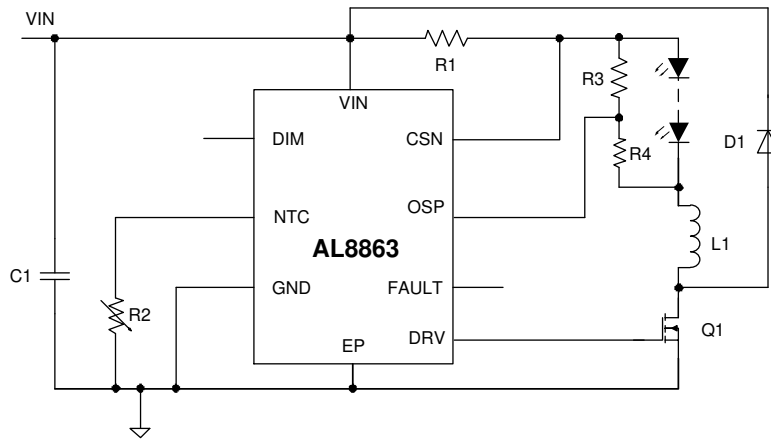 VIN
R1
R3
VIN
DIM
CSN
R4
D1
NTC
OSP
AL8863
L1
C1
R2
GND
FAULT
EP
DRV
Q1